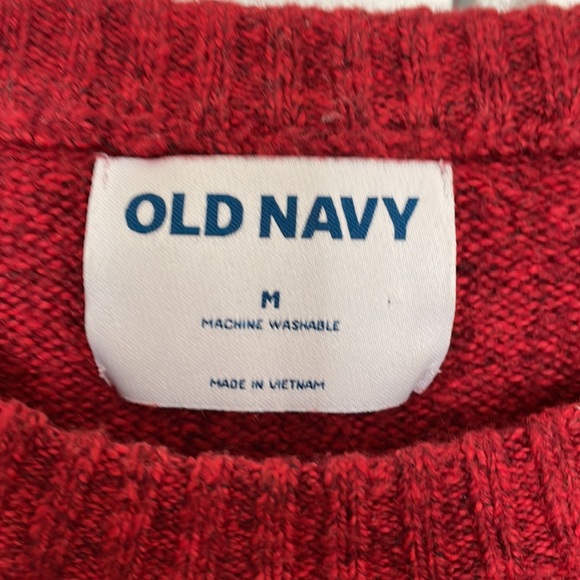 OLD NAVY
M
MACHINE WASHABLE
MADE IN VIETNAM